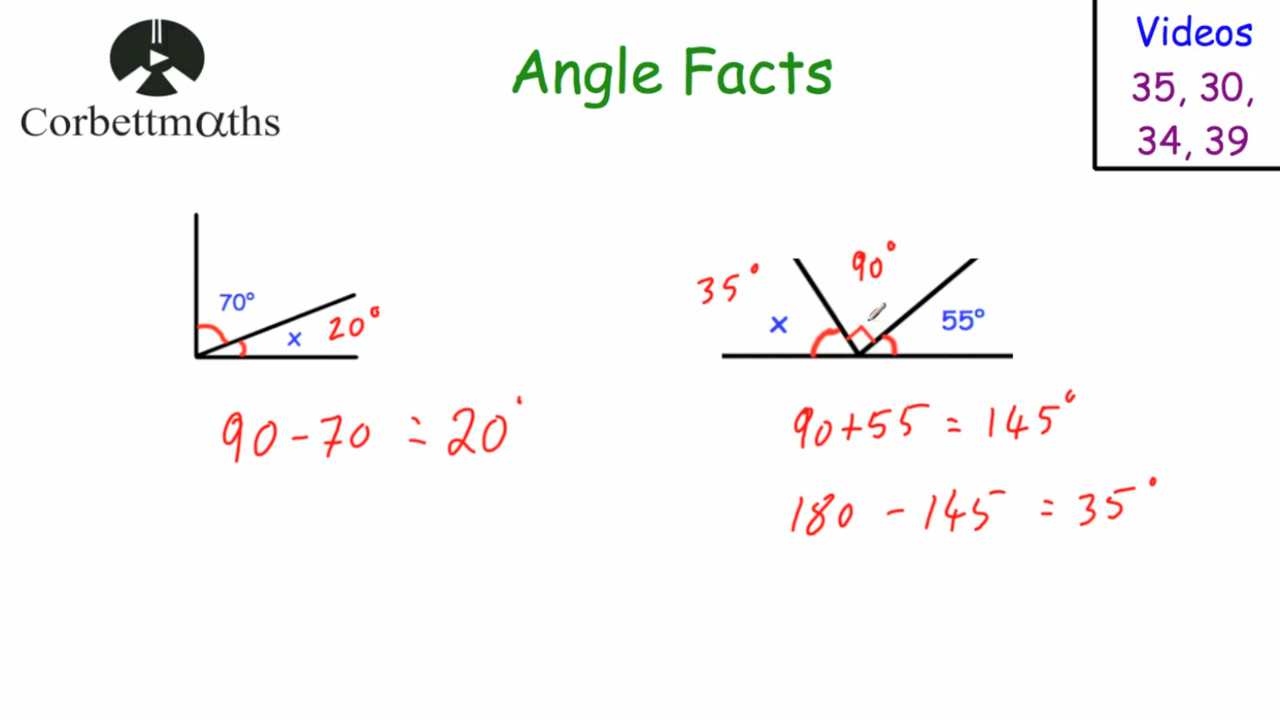 Corbettmαths
Angle Facts
Videos
35, 30,
34, 39
70°
x
20°
90 - 70 = 20°
35°
90°
x
55°
90 + 55 = 145°
180 - 145 = 35°